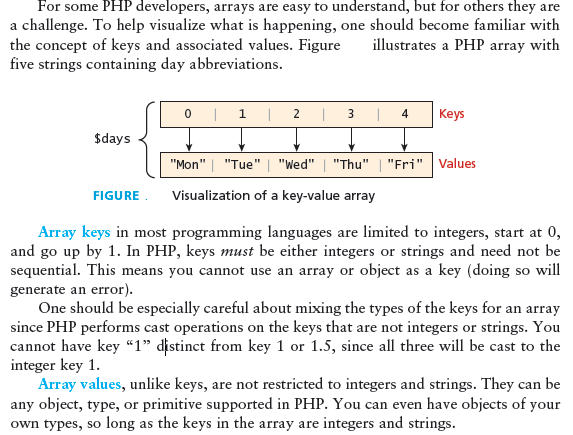 For some PHP developers, arrays are easy to understand, but for others they are
a challenge. To help visualize what is happening, one should become familiar with
the concept of keys and associated values. Figure illustrates a PHP array with
five strings containing day abbreviations.
0 | 1 | 2 | 3 | 4 Keys
$days
"Mon" | "Tue" | "Wed" | "Thu" | "Fri" Values
FIGURE . Visualization of a key-value array
Array keys in most programming languages are limited to integers, start at 0,
and go up by 1. In PHP, keys must be either integers or strings and need not be
sequential. This means you cannot use an array or object as a key (doing so will
generate an error).
One should be especially careful about mixing the types of the keys for an array
since PHP performs cast operations on the keys that are not integers or strings. You
cannot have key “1” distinct from key 1 or 1.5, since all three will be cast to the
integer key 1.
Array values, unlike keys, are not restricted to integers and strings. They can be
any object, type, or primitive supported in PHP. You can even have objects of your
own types, so long as the keys in the array are integers and strings.